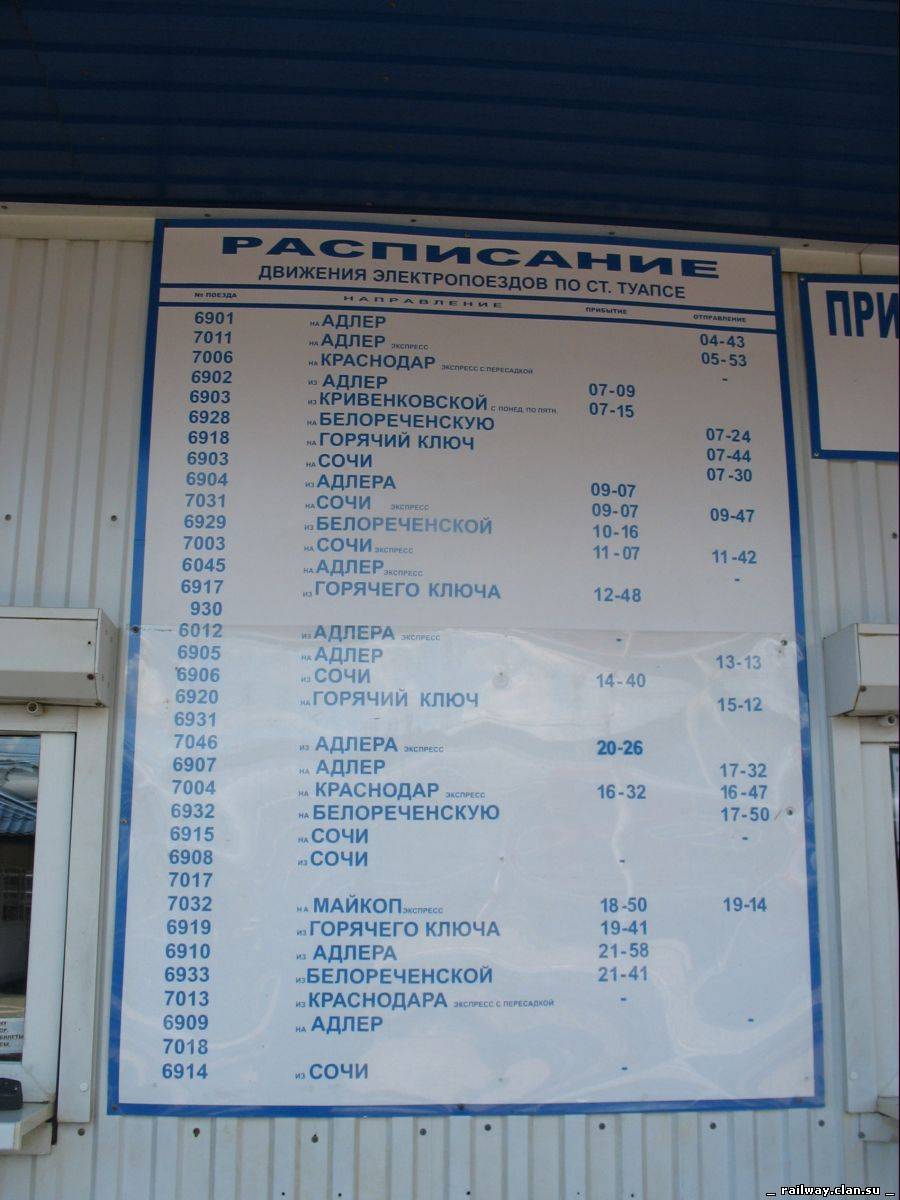 РАСПИСАНИЕ
ДВИЖЕНИЯ ЭЛЕКТРОПОЕЗДОВ ПО СТ. ТУАПСЕ
№ ПОЕЗДА НАПРАВЛЕНИЕ ПРИБЫТИЕ ОТПРАВЛЕНИЕ
6901 НА АДЛЕР 04-43
7011 НА АДЛЕР ЭКСПРЕСС 05-53
7006 НА КРАСНОДАР ЭКСПРЕСС С ПЕРЕСАДКОЙ -
6902 ИЗ АДЛЕР 07-09
6903 ИЗ КРИВЕНКОВСКОЙ С ПОНЕД. ПО ПЯТН. 07-15
6928 НА БЕЛОРЕЧЕНСКУЮ 07-24
6918 НА ГОРЯЧИЙ КЛЮЧ 07-44
6903 НА СОЧИ 07-30
6904 ИЗ АДЛЕРА 09-07
7031 НА СОЧИ ЭКСПРЕСС 09-07 09-47
6929 ИЗ БЕЛОРЕЧЕНСКОЙ 10-16
7003 НА СОЧИ ЭКСПРЕСС 11-07 11-42
6045 НА АДЛЕР ЭКСПРЕСС -
6917 ИЗ ГОРЯЧЕГО КЛЮЧА 12-48
930
6012 ИЗ АДЛЕРА ЭКСПРЕСС -
6905 НА АДЛЕР 13-13
6906 ИЗ СОЧИ 14-40
6920 НА ГОРЯЧИЙ КЛЮЧ 15-12
6931
7046 ИЗ АДЛЕРА ЭКСПРЕСС 20-26
6907 НА АДЛЕР 17-32
7004 НА КРАСНОДАР ЭКСПРЕСС 16-32 16-47
6932 НА БЕЛОРЕЧЕНСКУЮ 17-50
6915 НА СОЧИ -
6908 ИЗ СОЧИ -
7017
7032 НА МАЙКОП ЭКСПРЕСС 18-50 19-14
6919 ИЗ ГОРЯЧЕГО КЛЮЧА 19-41
6910 ИЗ АДЛЕРА 21-58
6933 ИЗ БЕЛОРЕЧЕНСКОЙ 21-41
7013 ИЗ КРАСНОДАРА ЭКСПРЕСС С ПЕРЕСАДКОЙ -
6909 НА АДЛЕР -
7018
6914 ИЗ СОЧИ -
ПРИ
_ railway.clan.su _